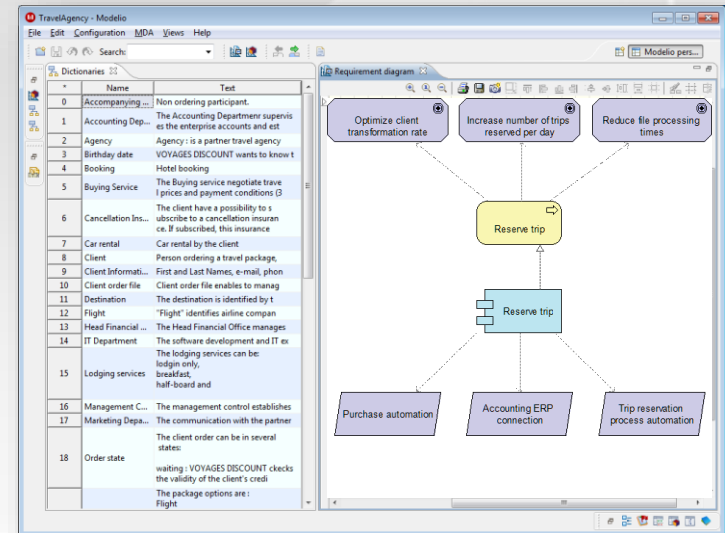 TravelAgency - Modelio
File Edit Configuration MDA Views Help
Search: Modelio pers...
Dictionaries
* Name Text
0 Accompanying ... Non ordering participant.
1 Accounting Dep... The Accounting Departmenr supervis
es the enterprise accounts and est
2 Agency Agency : is a partner travel agency
3 Birthday date VOYAGES DISCOUNT wants to know t
4 Booking Hotel booking
5 Buying Service The Buying service negotiate trave
l prices and payment conditions (3
6 Cancellation Ins... The client have a possibility to s
ubscribe to a cancellation insuran
ce. If subscribed, this insurance
7 Car rental Car rental by the client
8 Client Person ordering a travel package,
9 Client Informati... First and Last Names, e-mail, phon
10 Client order file Client order file enables to manag
11 Destination The destination is identified by t
12 Flight "Flight" identifies airline compan
13 Head Financial ... The Head Financial Office manages
14 IT Department The software development and IT ex
15 Lodging services The lodging services can be:
lodgin only,
breakfast,
half-board and
16 Management C... The management control establishes
17 Marketing Depa... The communication with the partner
18 Order state The client order can be in several
states:
waiting : VOYAGES DISCOUNT ckecks
the validity of the client's credi
The package options are :
Flight
Requirement diagram
Optimize client
transformation rate
Increase number of trips
reserved per day
Reduce file processing
times
Reserve trip
Reserve trip
Purchase automation
Accounting ERP
connection
Trip reservation
process automation